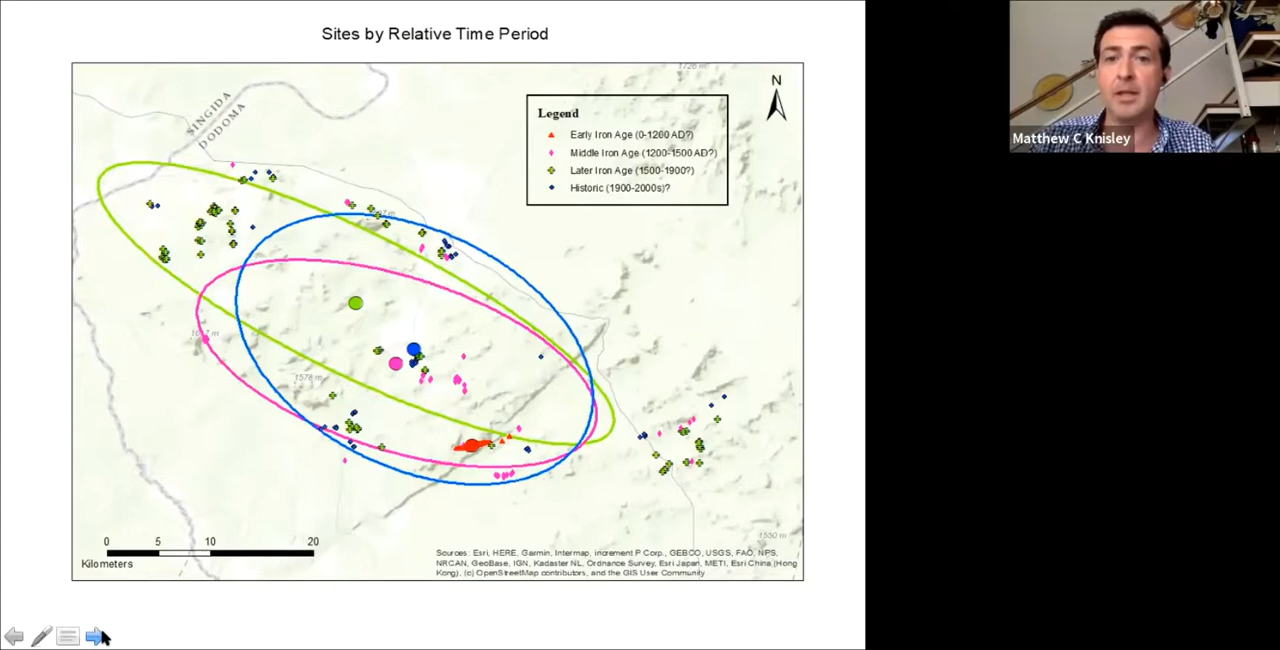 Sites by Relative Time Period
1726 m
N
SINGIDA
DODOMA
Legend
Early Iron Age (0-1200 AD?)
Middle Iron Age (1200-1500 AD?)
Later Iron Age (1500-1900?)
Historic (1900-2000s)?
Matthew C Knisley
1578 m
0 5 10 20
Kilometers
1550 m
Sources: Esri, HERE, Garmin, Intermap, increment P Corp., GEBCO, USGS, FAO, NPS,
NRCAN, GeoBase, IGN, Kadaster NL, Ordnance Survey, Esri Japan, METI, Esri China (Hong
Kong), (c) OpenStreetMap contributors, and the GIS User Community